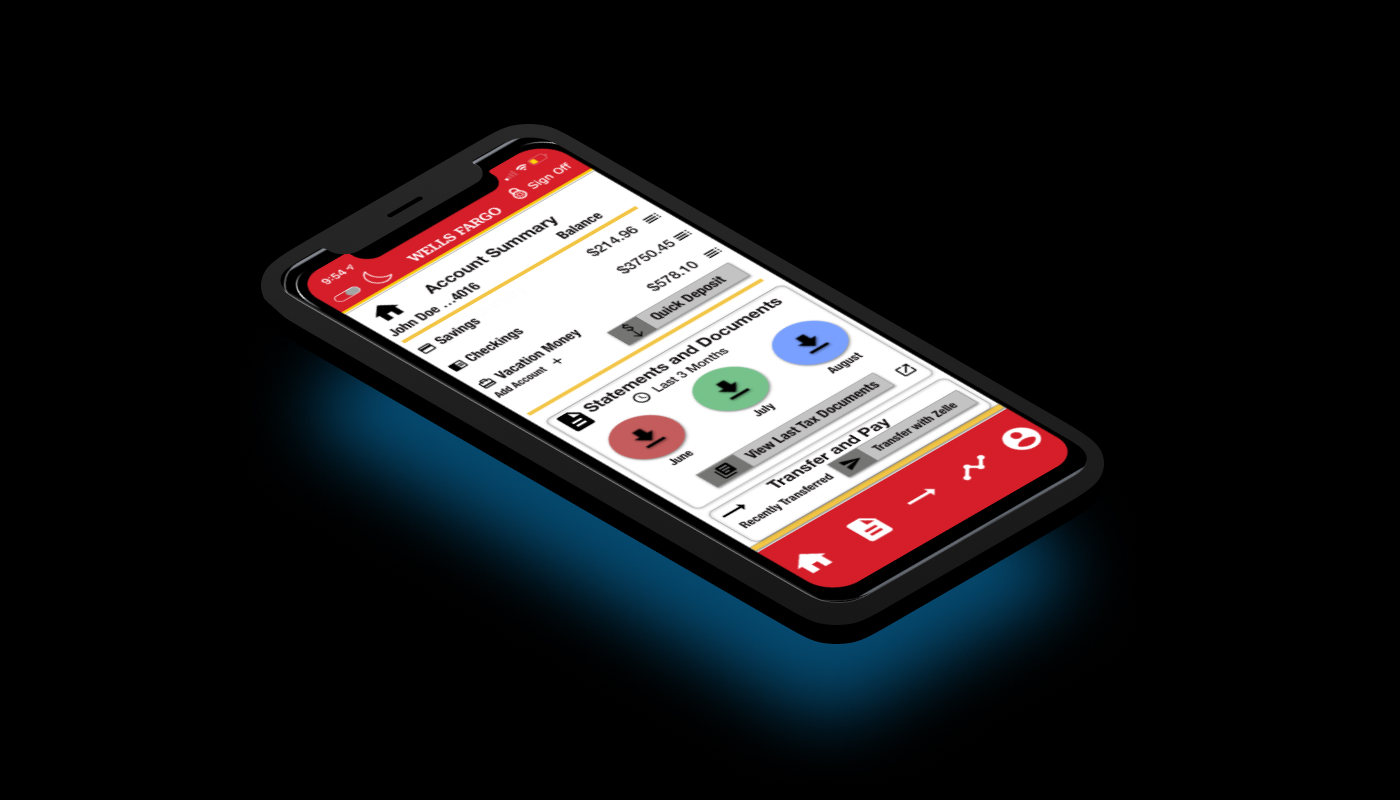 9:54
WELLS FARGO
Sign Off
Account Summary
John Doe ...4016
Balance
Savings
$214.96
Checkings
$3750.45
Vacation Money
$578.10
Add Account +
Quick Deposit
Statements and Documents
Last 3 Months
June
July
August
View Last Tax Documents
Transfer and Pay
Recently Transferred
Transfer with Zelle